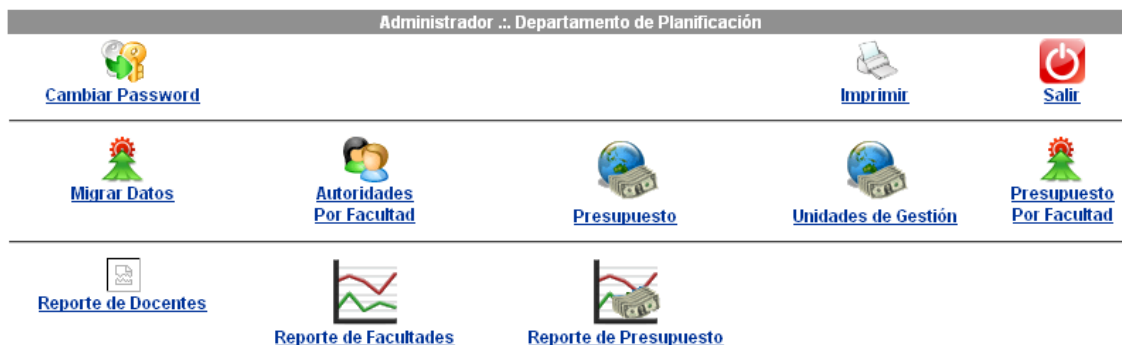 Administrador .:. Departamento de Planificación
Cambiar Password
Imprimir
Salir
Migrar Datos
Autoridades
Por Facultad
Presupuesto
Unidades de Gestión
Presupuesto
Por Facultad
Reporte de Docentes
Reporte de Facultades
Reporte de Presupuesto